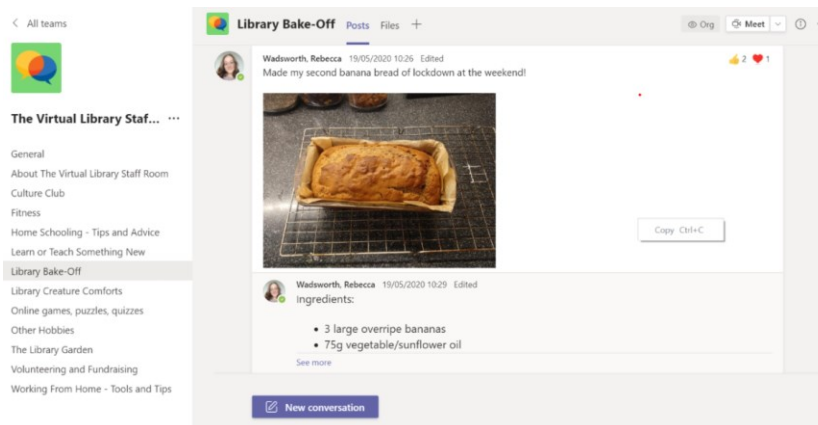 All teams
The Virtual Library Staf... ...
General
About The Virtual Library Staff Room
Culture Club
Fitness
Home Schooling - Tips and Advice
Learn or Teach Something New
Library Bake-Off
Library Creature Comforts
Online games, puzzles, quizzes
Other Hobbies
The Library Garden
Volunteering and Fundraising
Working From Home - Tools and Tips
Library Bake-Off Posts Files +
Org Meet
Wadsworth, Rebecca 19/05/2020 10:26 Edited
2 1
Made my second banana bread of lockdown at the weekend!
Copy Ctrl+C
Wadsworth, Rebecca 19/05/2020 10:29 Edited
Ingredients:
• 3 large overripe bananas
• 75g vegetable/sunflower oil
See more
New conversation